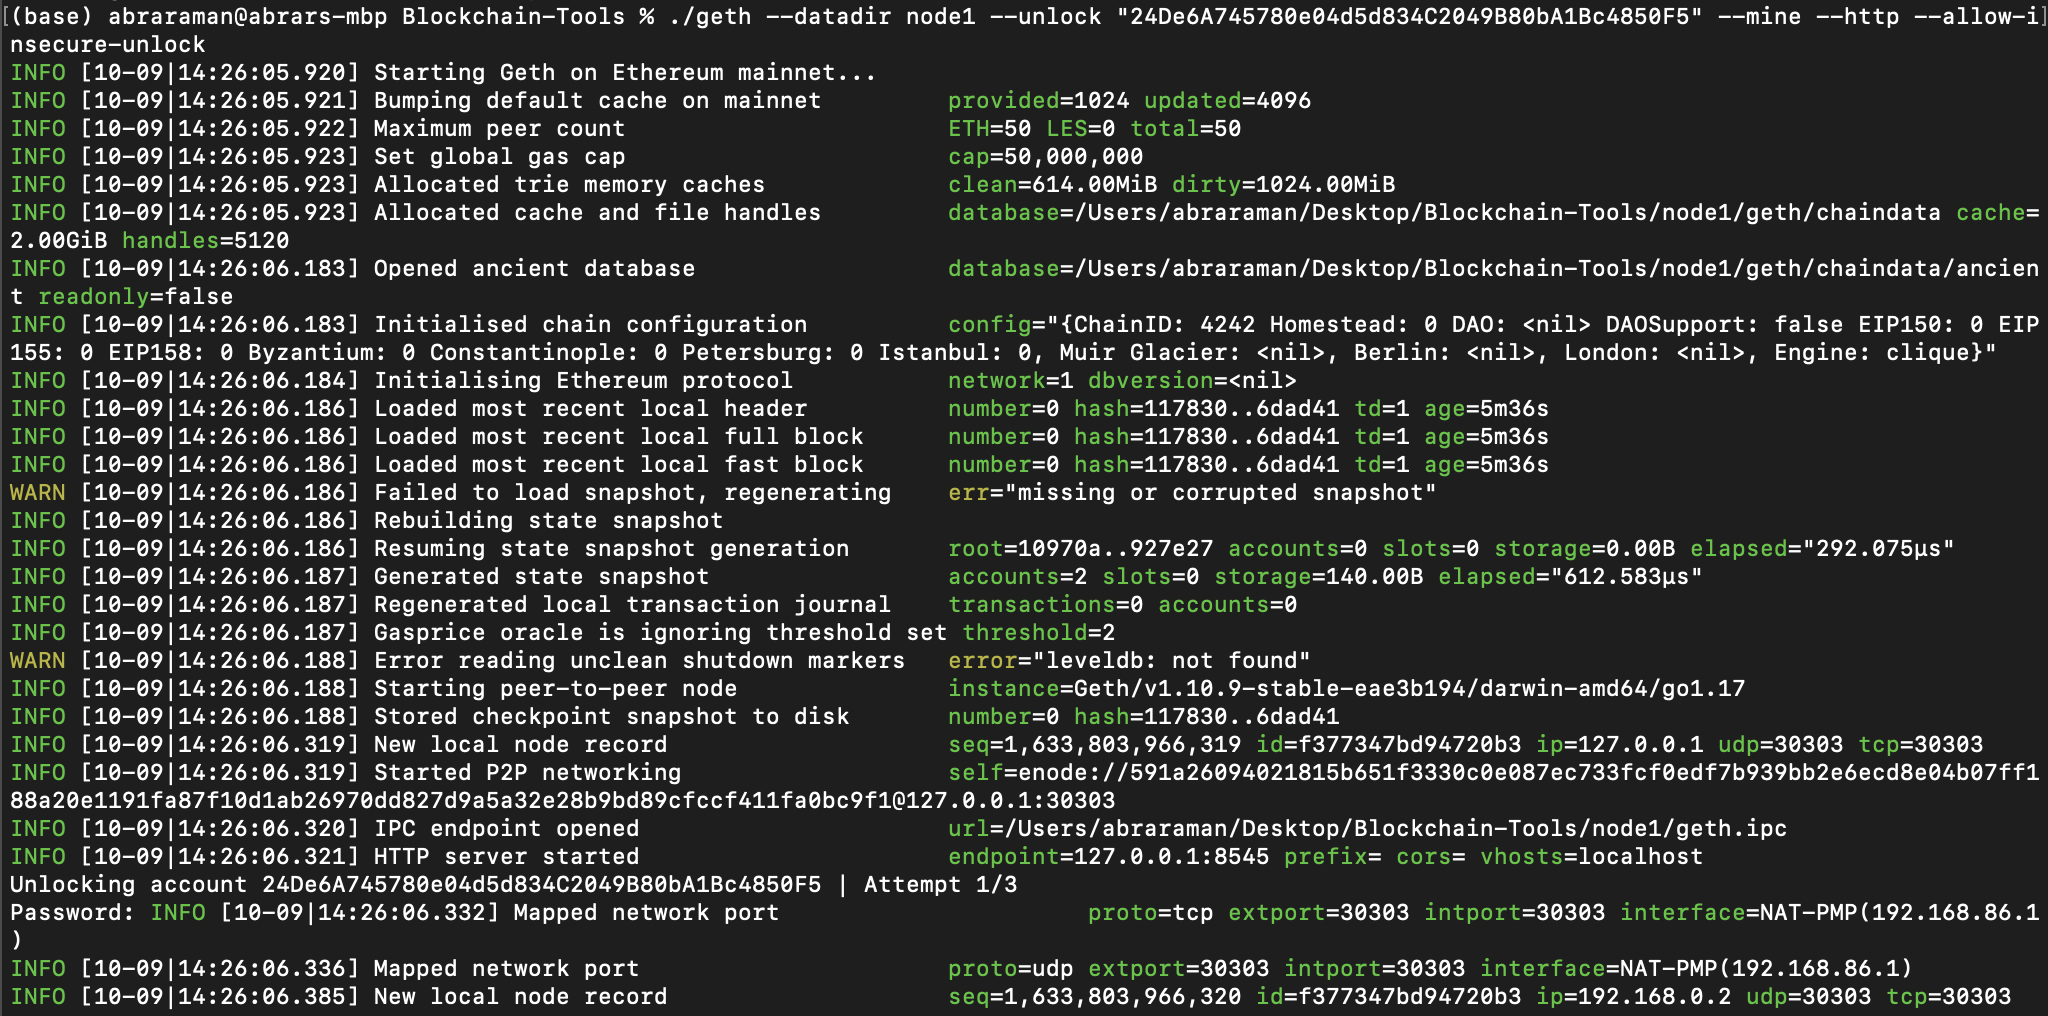 (base) abraraman@abrars-mbp Blockchain-Tools % ./geth --datadir node1 --unlock "24De6A745780e04d5d834C2049B80bA1Bc4850F5" --mine --http --allow-i
nsecure-unlock
INFO [10-09|14:26:05.920] Starting Geth on Ethereum mainnet...
INFO [10-09|14:26:05.921] Bumping default cache on mainnet         provided=1024 updated=4096
INFO [10-09|14:26:05.922] Maximum peer count                       ETH=50 LES=0 total=50
INFO [10-09|14:26:05.923] Set global gas cap                       cap=50,000,000
INFO [10-09|14:26:05.923] Allocated trie memory caches             clean=614.00MiB dirty=1024.00MiB
INFO [10-09|14:26:05.923] Allocated cache and file handles         database=/Users/abraraman/Desktop/Blockchain-Tools/node1/geth/chaindata cache=
2.00GiB handles=5120
INFO [10-09|14:26:06.183] Opened ancient database                  database=/Users/abraraman/Desktop/Blockchain-Tools/node1/geth/chaindata/ancien
t readonly=false
INFO [10-09|14:26:06.183] Initialised chain configuration          config="{ChainID: 4242 Homestead: 0 DAO: <nil> DAOSupport: false EIP150: 0 EIP
155: 0 EIP158: 0 Byzantium: 0 Constantinople: 0 Petersburg: 0 Istanbul: 0, Muir Glacier: <nil>, Berlin: <nil>, London: <nil>, Engine: clique}"
INFO [10-09|14:26:06.184] Initialising Ethereum protocol           network=1 dbversion=<nil>
INFO [10-09|14:26:06.186] Loaded most recent local header          number=0 hash=117830..6dad41 td=1 age=5m36s
INFO [10-09|14:26:06.186] Loaded most recent local full block      number=0 hash=117830..6dad41 td=1 age=5m36s
INFO [10-09|14:26:06.186] Loaded most recent local fast block      number=0 hash=117830..6dad41 td=1 age=5m36s
WARN [10-09|14:26:06.186] Failed to load snapshot, regenerating    err="missing or corrupted snapshot"
INFO [10-09|14:26:06.186] Rebuilding state snapshot
INFO [10-09|14:26:06.186] Resuming state snapshot generation       root=10970a..927e27 accounts=0 slots=0 storage=0.00B elapsed="292.075µs"
INFO [10-09|14:26:06.187] Generated state snapshot                 accounts=2 slots=0 storage=140.00B elapsed="612.583µs"
INFO [10-09|14:26:06.187] Regenerated local transaction journal    transactions=0 accounts=0
INFO [10-09|14:26:06.187] Gasprice oracle is ignoring threshold set threshold=2
WARN [10-09|14:26:06.188] Error reading unclean shutdown markers   error="leveldb: not found"
INFO [10-09|14:26:06.188] Starting peer-to-peer node               instance=Geth/v1.10.9-stable-eae3b194/darwin-amd64/go1.17
INFO [10-09|14:26:06.188] Stored checkpoint snapshot to disk       number=0 hash=117830..6dad41
INFO [10-09|14:26:06.319] New local node record                    seq=1,633,803,966,319 id=f377347bd94720b3 ip=127.0.0.1 udp=30303 tcp=30303
INFO [10-09|14:26:06.319] Started P2P networking                   self=enode://591a26094021815b651f3330c0e087ec733fcf0edf7b939bb2e6ecd8e04b07ff1
88a20e1191fa87f10d1ab26970dd827d9a5a32e28b9bd89cfccf411fa0bc9f1@127.0.0.1:30303
INFO [10-09|14:26:06.320] IPC endpoint opened                      url=/Users/abraraman/Desktop/Blockchain-Tools/node1/geth.ipc
INFO [10-09|14:26:06.321] HTTP server started                      endpoint=127.0.0.1:8545 prefix= cors= vhosts=localhost
Unlocking account 24De6A745780e04d5d834C2049B80bA1Bc4850F5 | Attempt 1/3
Password: INFO [10-09|14:26:06.332] Mapped network port                      proto=tcp extport=30303 intport=30303 interface=NAT-PMP(192.168.86.1
)
INFO [10-09|14:26:06.336] Mapped network port                      proto=udp extport=30303 intport=30303 interface=NAT-PMP(192.168.86.1)
INFO [10-09|14:26:06.385] New local node record                    seq=1,633,803,966,320 id=f377347bd94720b3 ip=192.168.0.2 udp=30303 tcp=30303